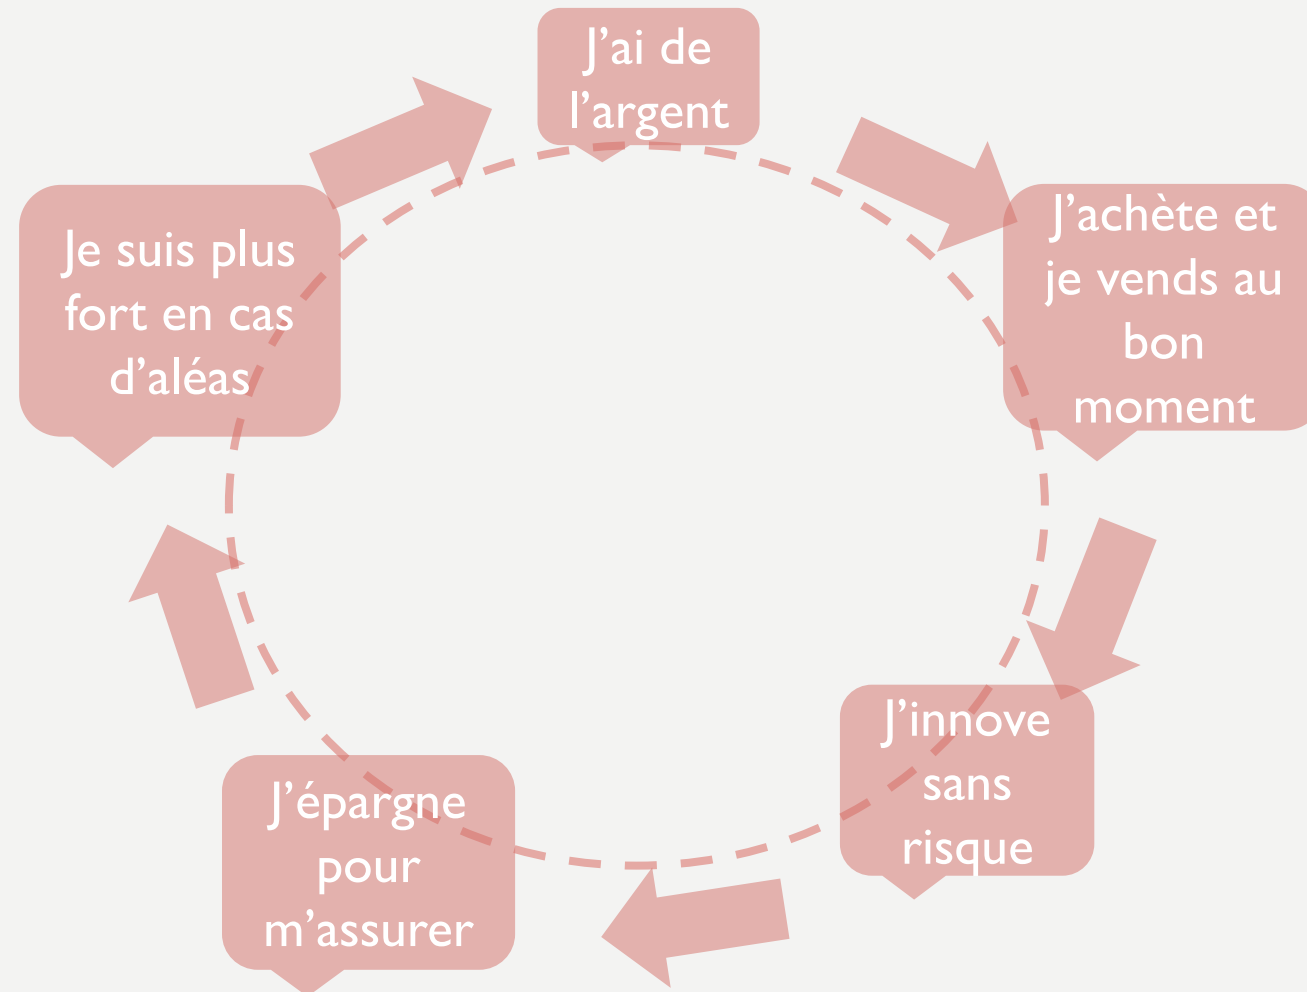 J’ai de
l’argent
J’achète et
je vends au
bon
moment
J’innove
sans
risque
J’épargne
pour
m’assurer
Je suis plus
fort en cas
d’aléas